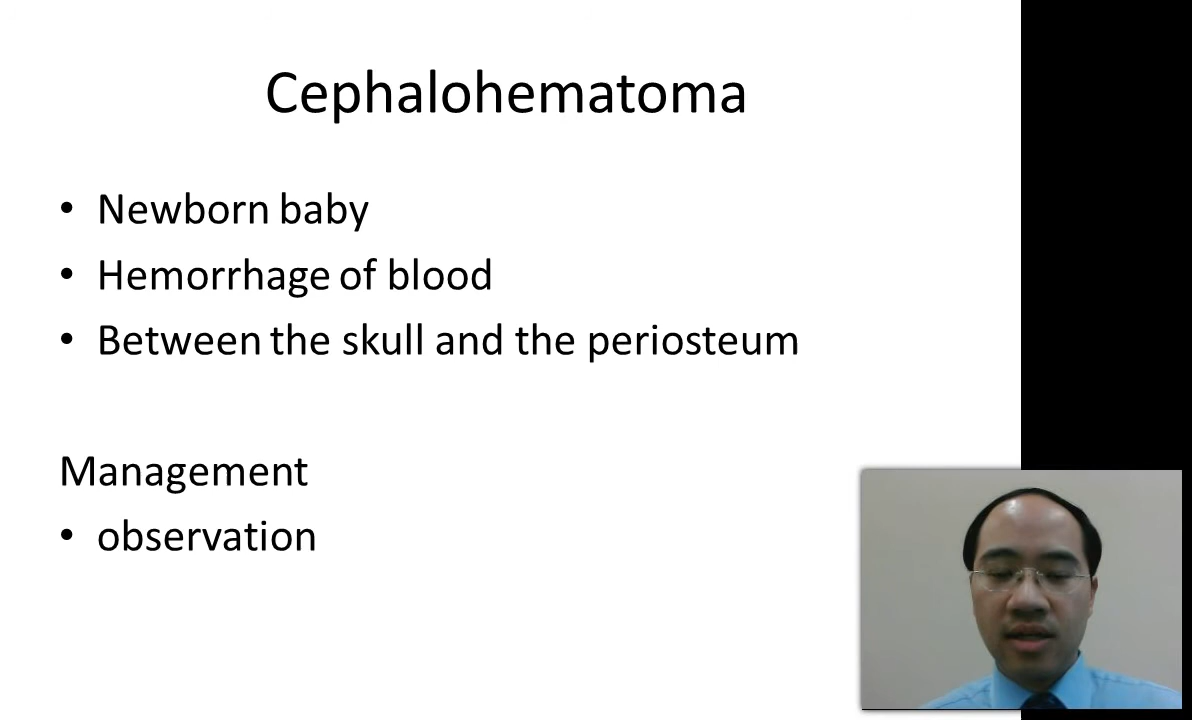 Cephalohematoma
• Newborn baby
• Hemorrhage of blood
• Between the skull and the periosteum
Management
• observation